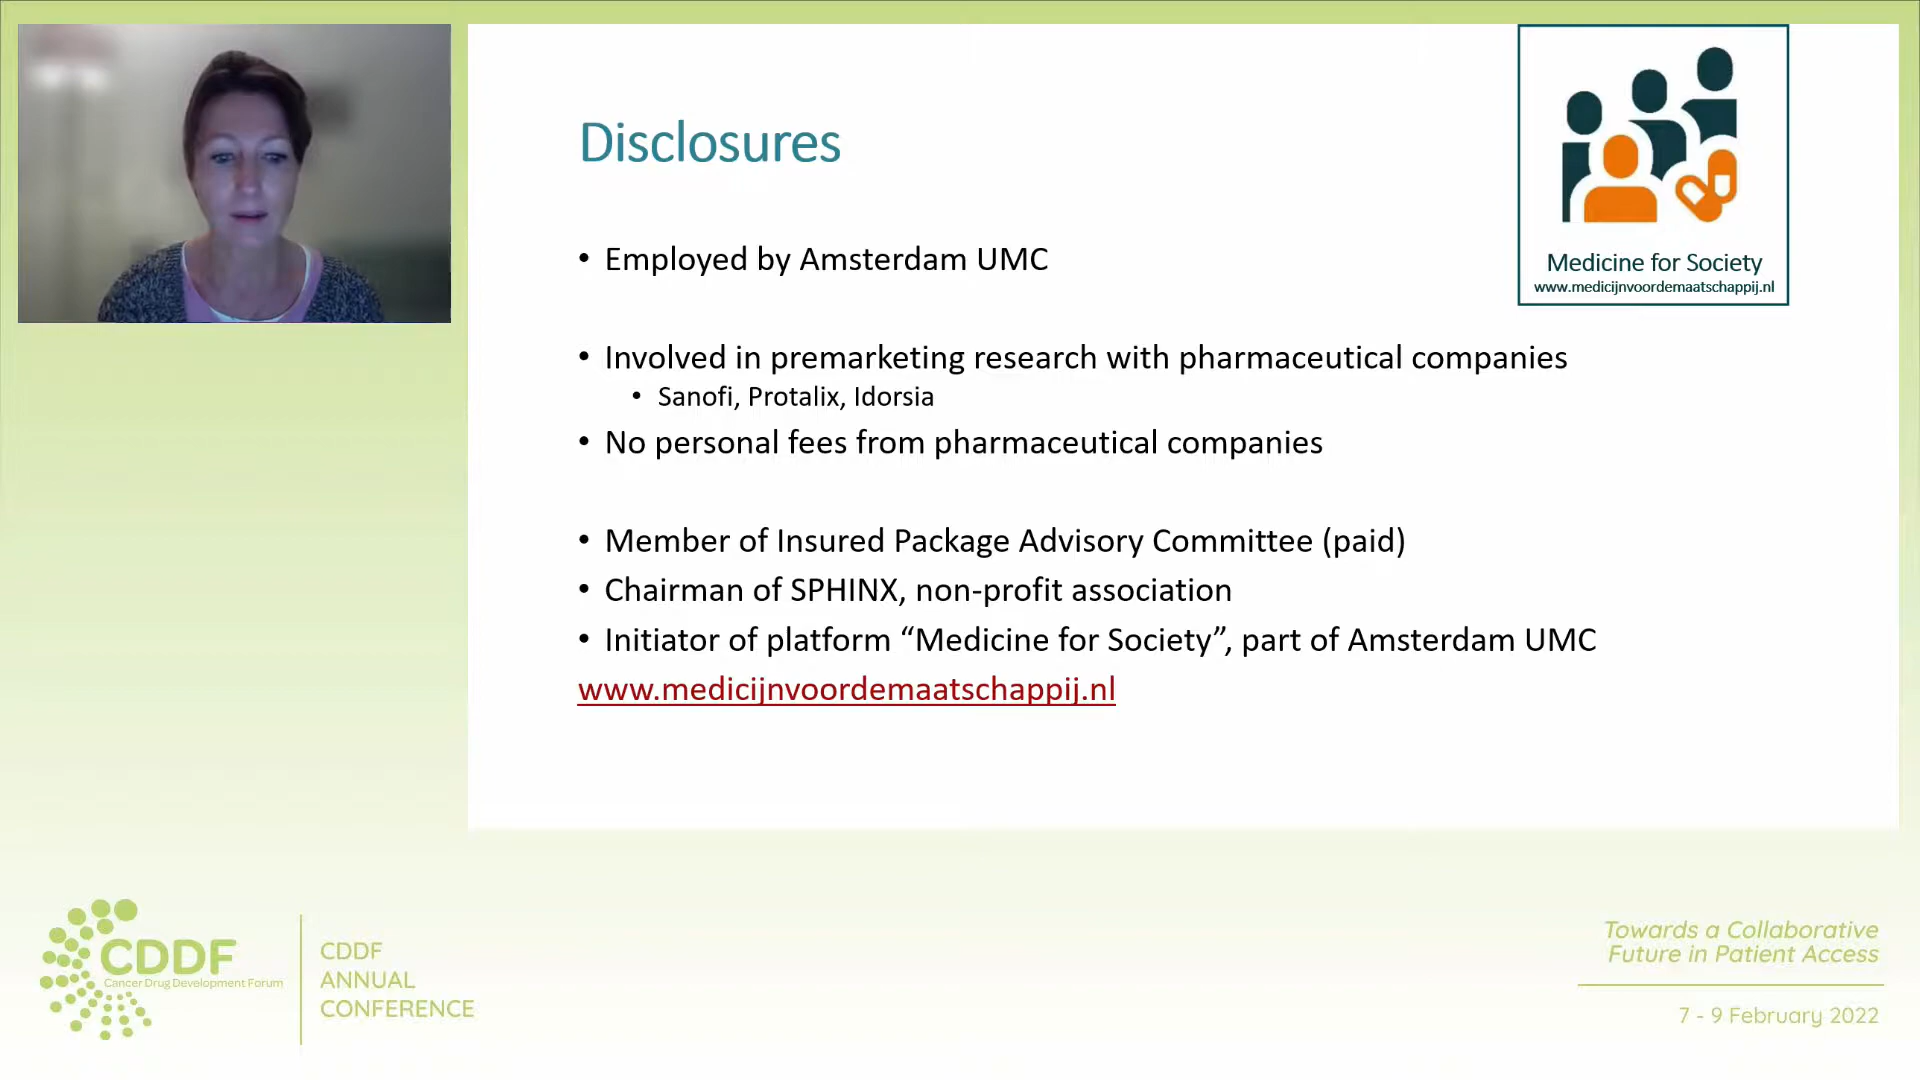 Disclosures
Medicine for Society
www.medicijnvoordemaatschappij.nl
• Employed by Amsterdam UMC
• Involved in premarketing research with pharmaceutical companies
• Sanofi, Protalix, Idorsia
• No personal fees from pharmaceutical companies
• Member of Insured Package Advisory Committee (paid)
• Chairman of SPHINX, non-profit association
• Initiator of platform “Medicine for Society”, part of Amsterdam UMC
www.medicijnvoordemaatschappij.nl
CDDF
Cancer Drug Development Forum
CDDF
ANNUAL
CONFERENCE
Towards a Collaborative
Future in Patient Access
7 - 9 February 2022